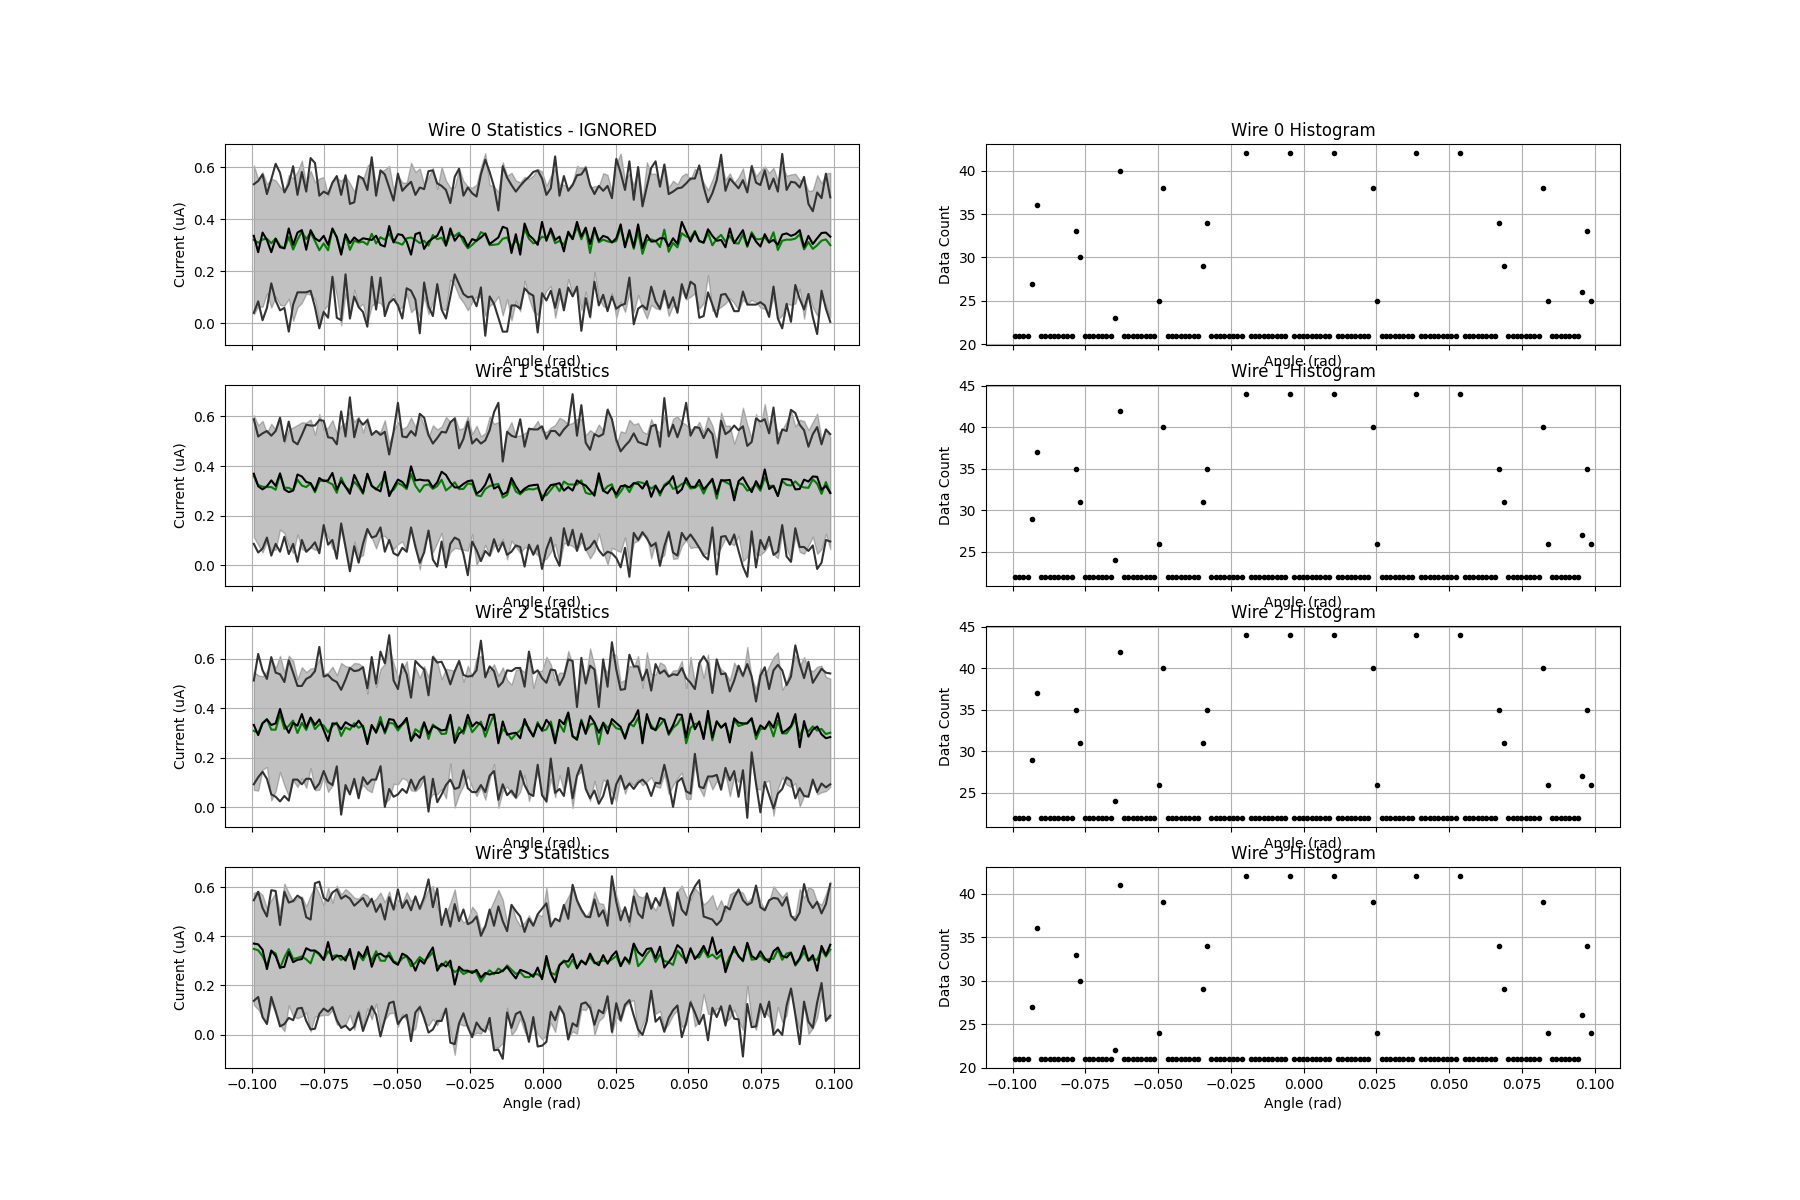 Wire 0 Statistics - IGNORED
Current (uA)
0.6
0.4
0.2
0.0
Angle (rad)
Wire 0 Histogram
Data Count
40
35
30
25
20
Angle (rad)
Wire 1 Statistics
Current (uA)
0.6
0.4
0.2
0.0
Angle (rad)
Wire 1 Histogram
Data Count
45
40
35
30
25
Angle (rad)
Wire 2 Statistics
Current (uA)
0.6
0.4
0.2
0.0
Angle (rad)
Wire 2 Histogram
Data Count
45
40
35
30
25
Angle (rad)
Wire 3 Statistics
Current (uA)
0.6
0.4
0.2
0.0
−0.100 −0.075 −0.050 −0.025 0.000 0.025 0.050 0.075 0.100
Angle (rad)
Wire 3 Histogram
Data Count
40
35
30
25
20
−0.100 −0.075 −0.050 −0.025 0.000 0.025 0.050 0.075 0.100
Angle (rad)